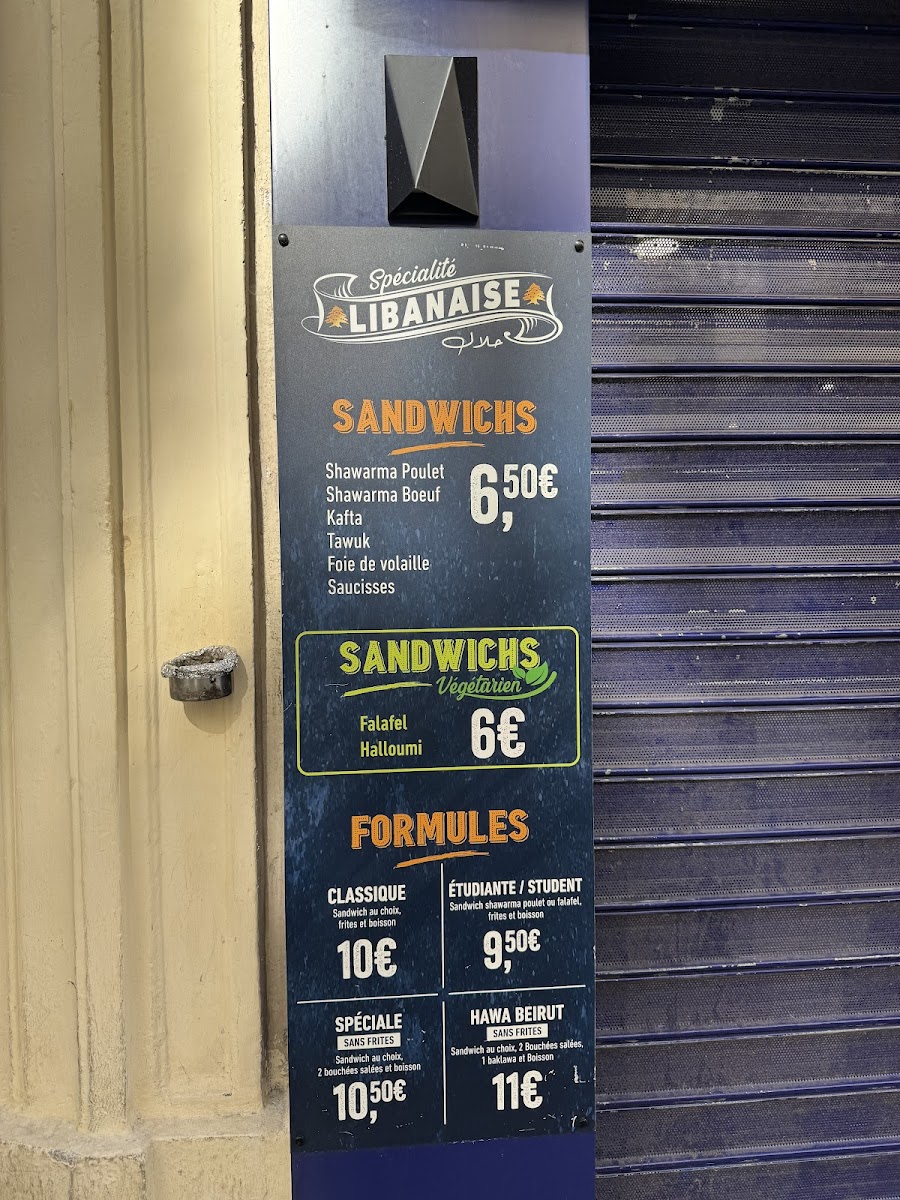 Spécialité
LIBANAISE
حلال
SANDWICHS
Shawarma Poulet
Shawarma Boeuf
Kafta
Tawuk
Foie de volaille
Saucisses
6,50€
SANDWICHS
Végétarien
Falafel
Halloumi
6€
FORMULES
CLASSIQUE
Sandwich au choix,
frites et boisson
10€
ÉTUDIANTE / STUDENT
Sandwich shawarma poulet ou falafel,
frites et boisson
9,50€
SPÉCIALE
SANS FRITES
Sandwich au choix,
2 bouchées salées et boisson
10,50€
HAWA BEIRUT
SANS FRITES
Sandwich au choix, 2 Bouchées salées,
1 baklawa et Boisson
11€